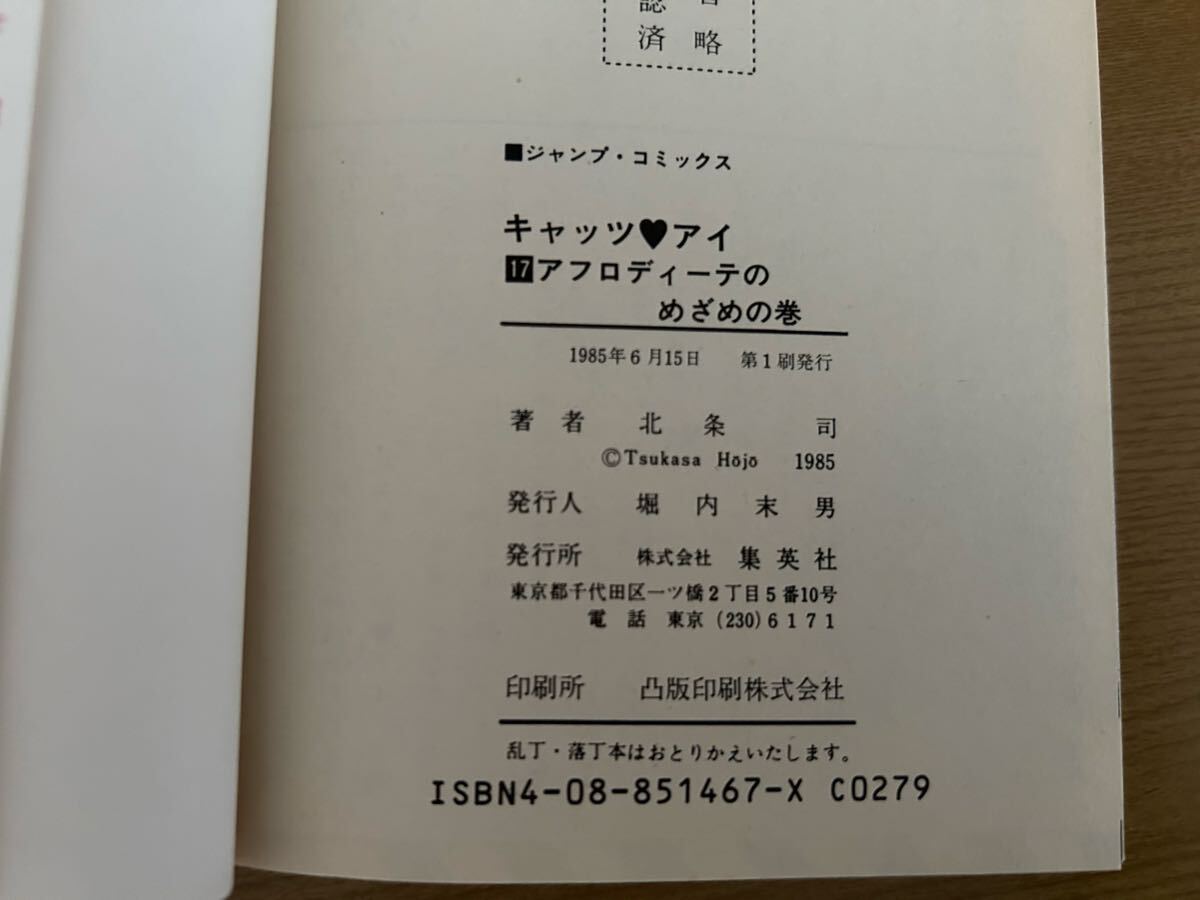 済 略
■ジャンプ・コミックス
キャッツ♥アイ
17アフロディーテの
めざめの巻
1985年6月15日 第1刷発行
著者 北条司
©Tsukasa Hōjō 1985
発行人 堀内末男
発行所 株式会社 集英社
東京都千代田区一ツ橋2丁目5番10号
電話 東京(230)6171
印刷所 凸版印刷株式会社
乱丁・落丁本はおとりかえいたします。
ISBN4-08-851467-X C0279